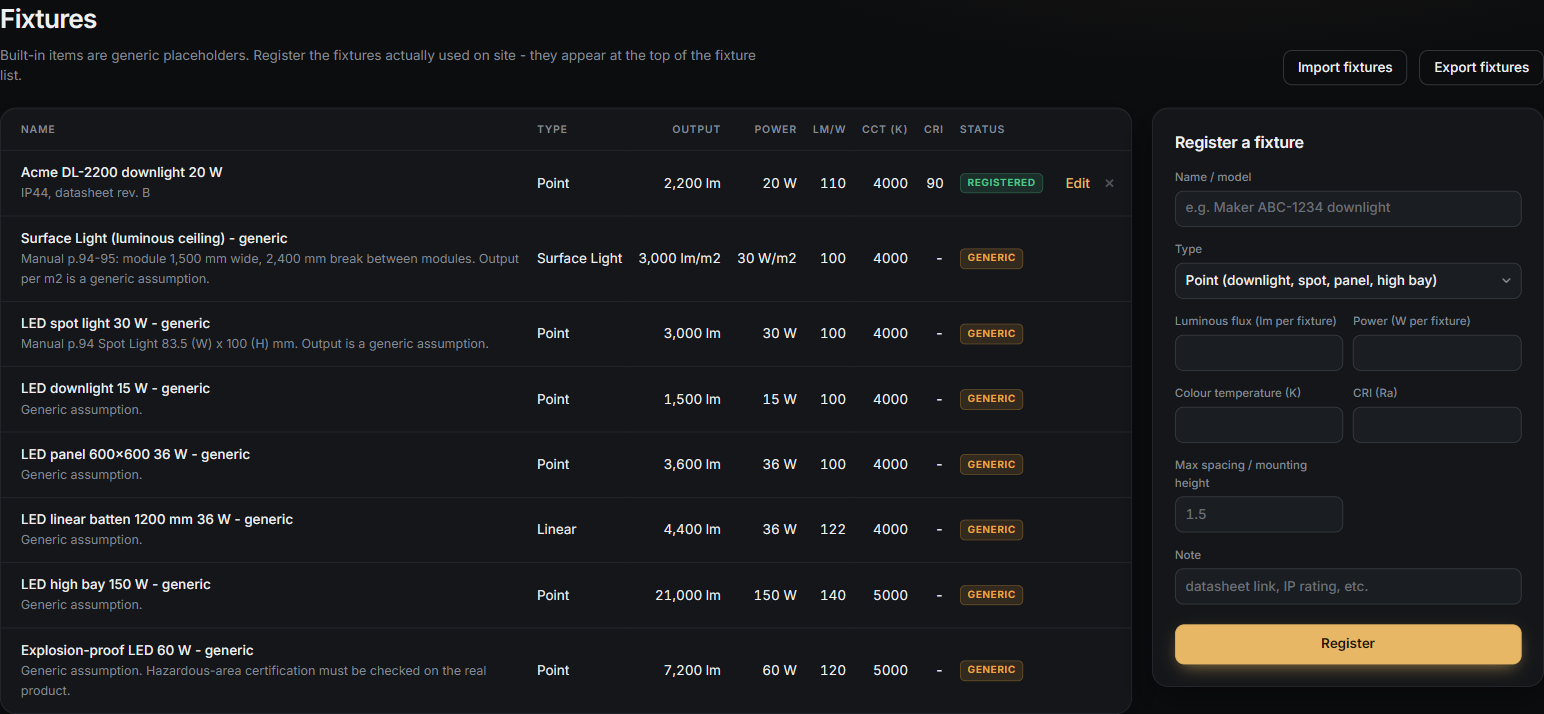 Fixtures
Built-in items are generic placeholders. Register the fixtures actually used on site - they appear at the top of the fixture
list.
Import fixtures
Export fixtures
NAME TYPE OUTPUT POWER LM/W CCT (K) CRI STATUS
Acme DL-2200 downlight 20 W
IP44, datasheet rev. B
Point 2,200 lm 20 W 110 4000 90 REGISTERED Edit ×
Surface Light (luminous ceiling) - generic
Manual p.94-95: module 1,500 mm wide, 2,400 mm break between modules. Output
per m2 is a generic assumption.
Surface Light 3,000 lm/m2 30 W/m2 100 4000 - GENERIC
LED spot light 30 W - generic
Manual p.94 Spot Light 83.5 (W) x 100 (H) mm. Output is a generic assumption.
Point 3,000 lm 30 W 100 4000 - GENERIC
LED downlight 15 W - generic
Generic assumption.
Point 1,500 lm 15 W 100 4000 - GENERIC
LED panel 600×600 36 W - generic
Generic assumption.
Point 3,600 lm 36 W 100 4000 - GENERIC
LED linear batten 1200 mm 36 W - generic
Generic assumption.
Linear 4,400 lm 36 W 122 4000 - GENERIC
LED high bay 150 W - generic
Generic assumption.
Point 21,000 lm 150 W 140 5000 - GENERIC
Explosion-proof LED 60 W - generic
Generic assumption. Hazardous-area certification must be checked on the real
product.
Point 7,200 lm 60 W 120 5000 - GENERIC
Register a fixture
Name / model
e.g. Maker ABC-1234 downlight
Type
Point (downlight, spot, panel, high bay)
Luminous flux (lm per fixture) Power (W per fixture)
Colour temperature (K) CRI (Ra)
Max spacing / mounting
height
1.5
Note
datasheet link, IP rating, etc.
Register